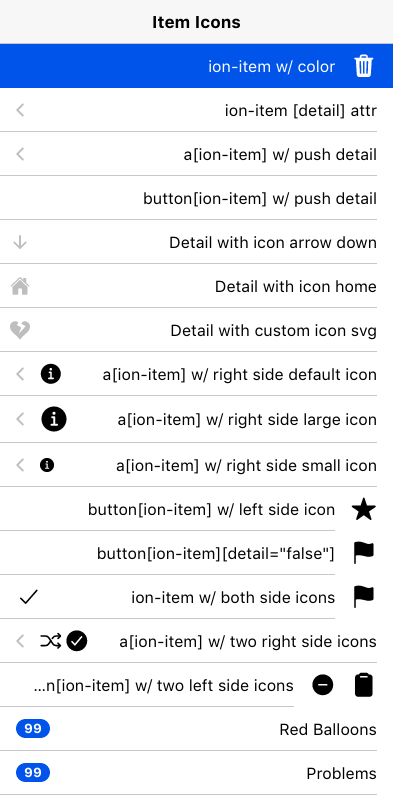 Item Icons
ion-item w/ color
ion-item [detail] attr
a[ion-item] w/ push detail
button[ion-item] w/ push detail
Detail with icon arrow down
Detail with icon home
Detail with custom icon svg
a[ion-item] w/ right side default icon
a[ion-item] w/ right side large icon
a[ion-item] w/ right side small icon
button[ion-item] w/ left side icon
button[ion-item][detail="false"]
ion-item w/ both side icons
a[ion-item] w/ two right side icons
...n[ion-item] w/ two left side icons
Red Balloons 99
Problems 99